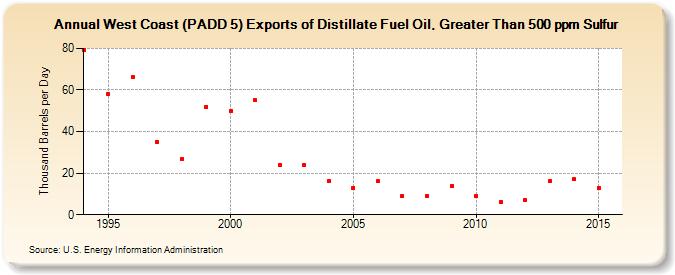 Annual West Coast (PADD 5) Exports of Distillate Fuel Oil, Greater Than 500 ppm Sulfur
Thousand Barrels per Day
80
60
40
20
0
1995 2000 2005 2010 2015
Source: U.S. Energy Information Administration